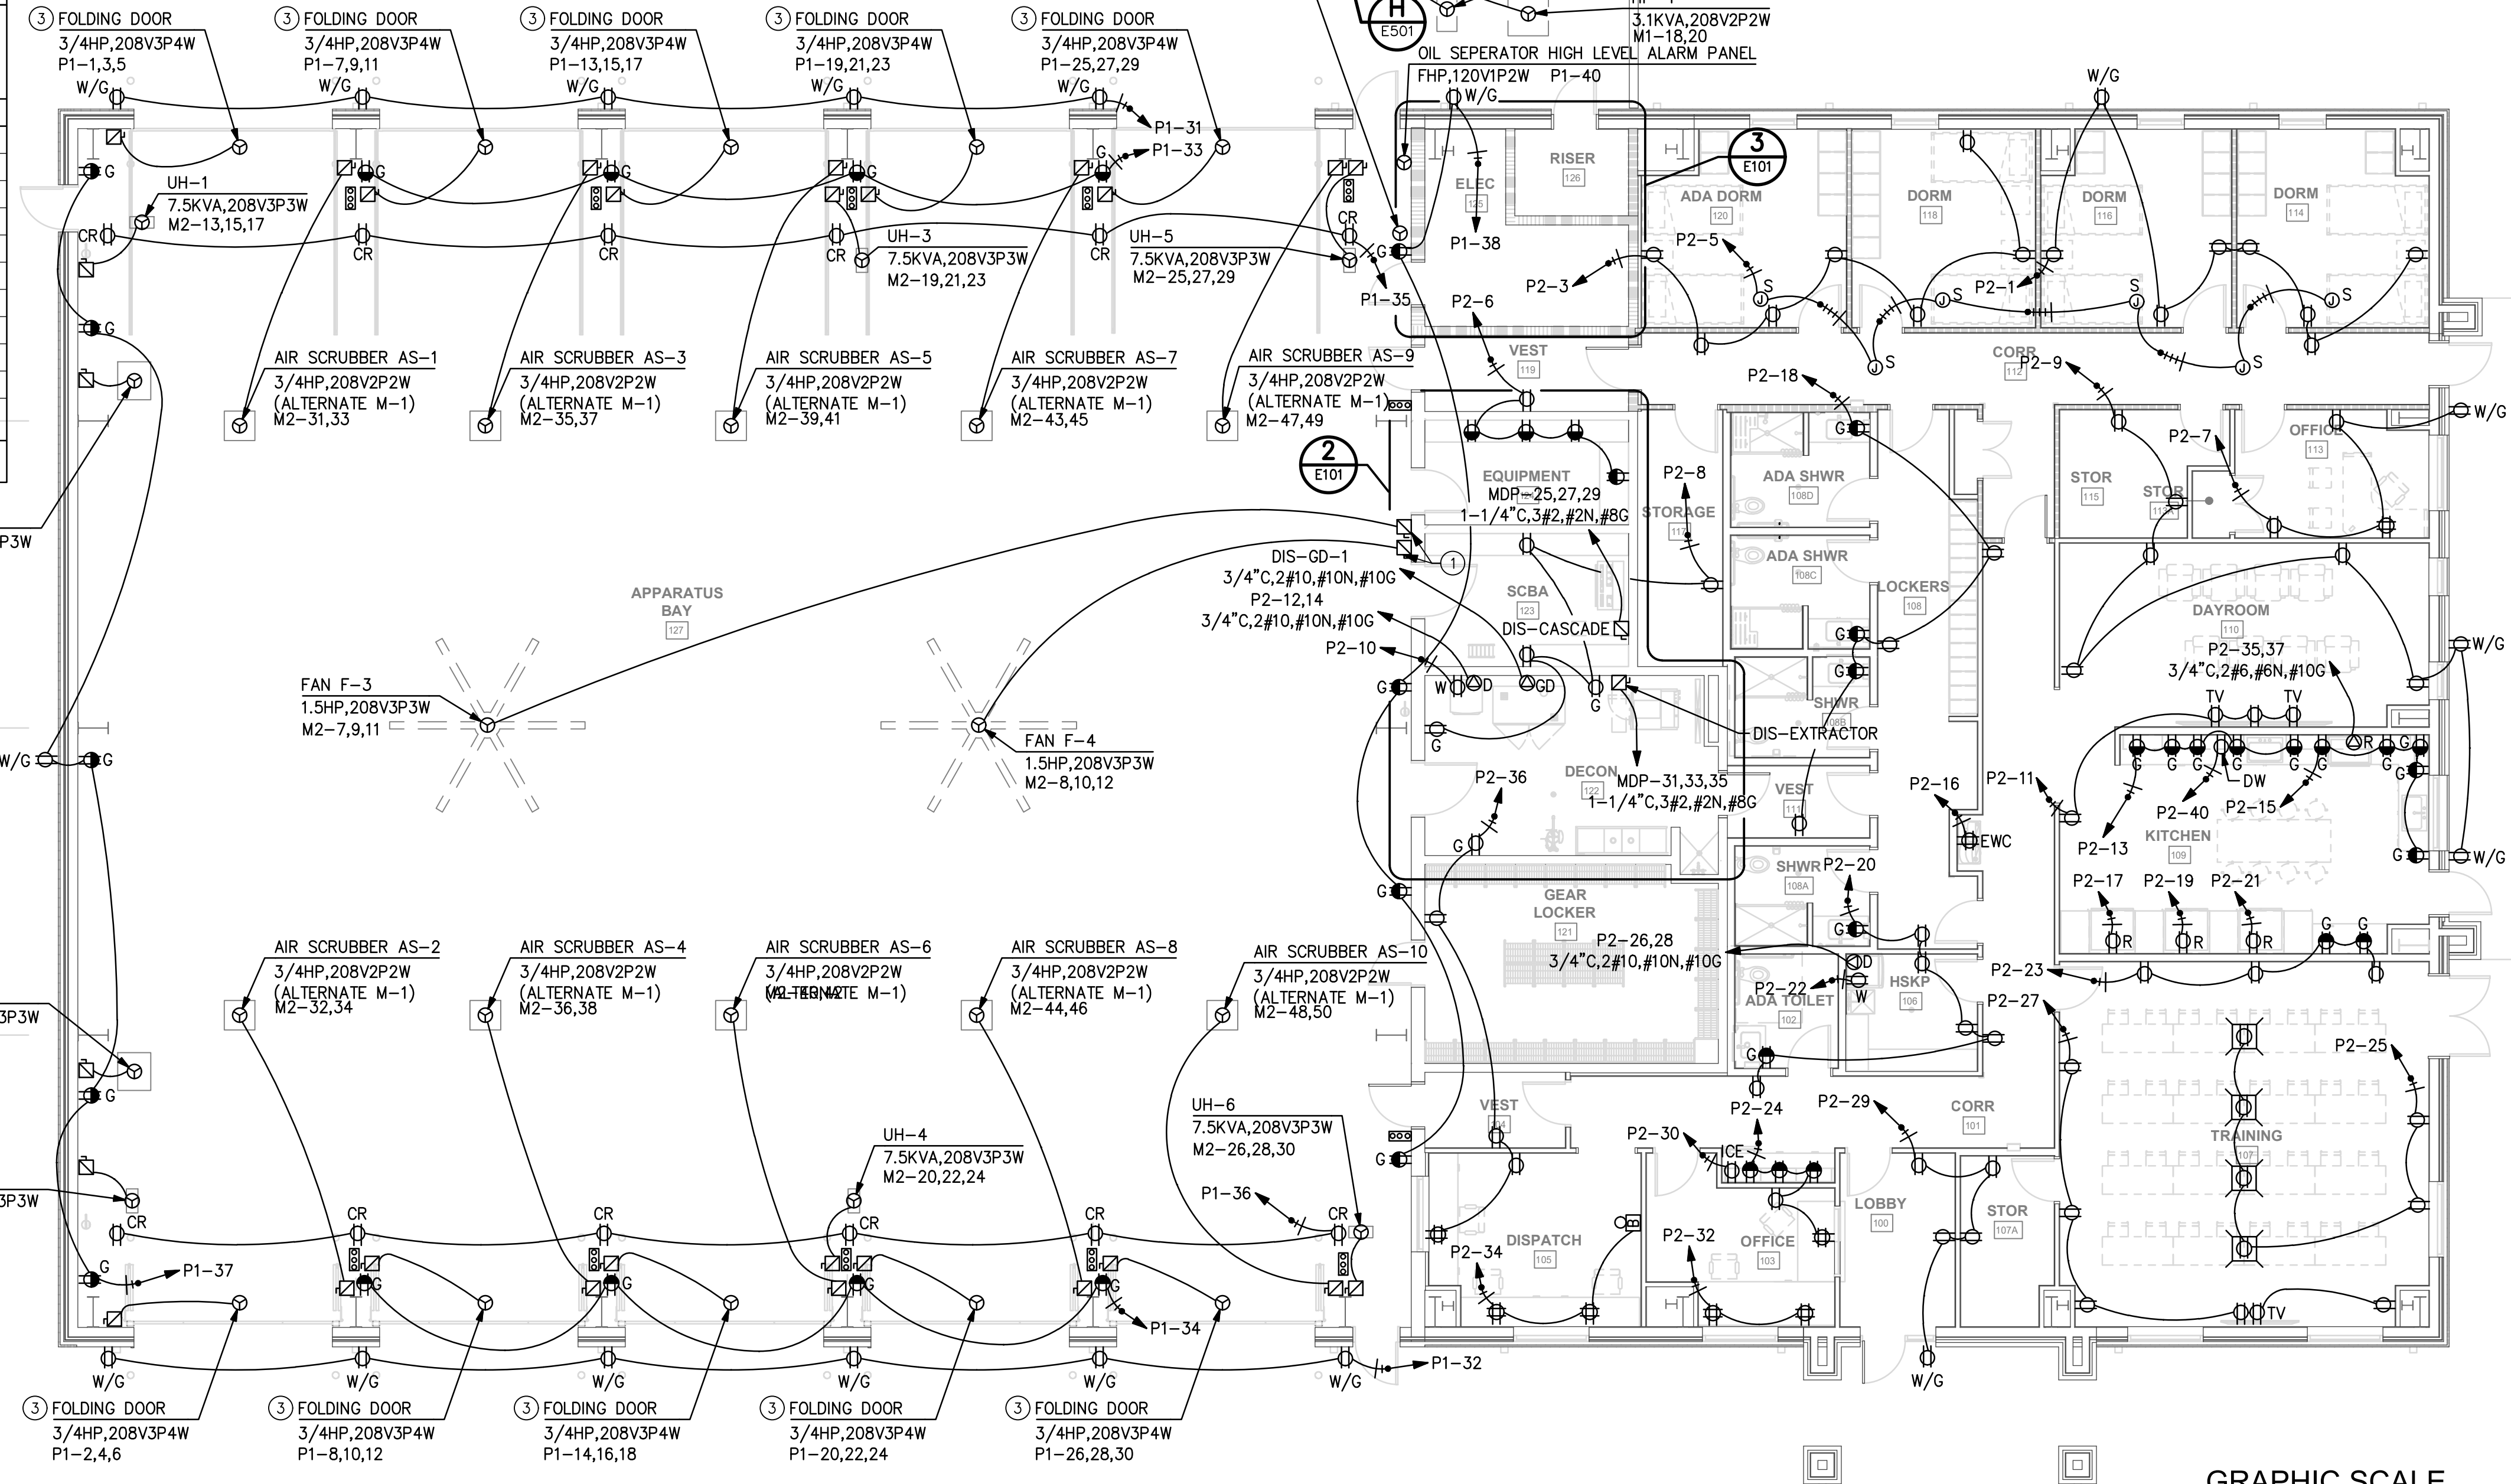 ③ FOLDING DOOR
3/4HP,208V3P4W
P1-1,3,5
W/G
③ FOLDING DOOR
3/4HP,208V3P4W
P1-7,9,11
W/G
③ FOLDING DOOR
3/4HP,208V3P4W
P1-13,15,17
W/G
③ FOLDING DOOR
3/4HP,208V3P4W
P1-19,21,23
W/G
③ FOLDING DOOR
3/4HP,208V3P4W
P1-25,27,29
W/G
H
E501
3.1KVA,208V2P2W
M1-18,20
OIL SEPERATOR HIGH LEVEL ALARM PANEL
FHP,120V1P2W P1-40
W/G
W/G
P1-31
P1-33
G
G
G
G
G
UH-1
7.5KVA,208V3P3W
M2-13,15,17
CR
CR
CR
CR
CR
CR
UH-3
7.5KVA,208V3P3W
M2-19,21,23
UH-5
7.5KVA,208V3P3W
M2-25,27,29
G
P1-35
ELEC
125
RISER
126
P1-38
3
E101
ADA DORM
120
DORM
118
DORM
116
DORM
114
P2-5
P2-3
P2-1
P2-6
S
S
S
S
S
S
G
AIR SCRUBBER AS-1
3/4HP,208V2P2W
(ALTERNATE M-1)
M2-31,33
AIR SCRUBBER AS-3
3/4HP,208V2P2W
(ALTERNATE M-1)
M2-35,37
AIR SCRUBBER AS-5
3/4HP,208V2P2W
(ALTERNATE M-1)
M2-39,41
AIR SCRUBBER AS-7
3/4HP,208V2P2W
(ALTERNATE M-1)
M2-43,45
AIR SCRUBBER AS-9
3/4HP,208V2P2W
(ALTERNATE M-1)
M2-47,49
VEST
119
CORR
112
P2-9
P2-18
W/G
2
E101
EQUIPMENT
MDP-25,27,29
1-1/4"C,3#2,#2N,#8G
P2-8
STORAGE
117
G
ADA SHWR
108D
STOR
115
STOR
P2-7
OFFICE
113
P3W
DIS-GD-1
3/4"C,2#10,#10N,#10G
P2-12,14
3/4"C,2#10,#10N,#10G
P2-10
1
SCBA
123
DIS-CASCADE
ADA SHWR
108C
LOCKERS
108
APPARATUS
BAY
127
DAYROOM
110
P2-35,37
3/4"C,2#6,#6N,#10G
W/G
G
G
G
W
D
GD
G
G
SHWR
108B
DIS-EXTRACTOR
FAN F-3
1.5HP,208V3P3W
M2-7,9,11
FAN F-4
1.5HP,208V3P3W
M2-8,10,12
W/G
G
TV
TV
R
G
G
G
G
G
G
G
G
DW
DECON
122
MDP-31,33,35
1-1/4"C,3#2,#2N,#8G
P2-36
G
VEST
111
P2-16
EWC
P2-11
P2-13
P2-40
P2-15
KITCHEN
109
G
W/G
SHWR
108A
P2-20
G
P2-17
P2-19
P2-21
R
R
R
G
G
G
GEAR
LOCKER
121
P2-26,28
3/4"C,2#10,#10N,#10G
D
W
P2-22
ADA TOILET
102
HSKP
106
P2-23
P2-27
P2-25
AIR SCRUBBER AS-2
3/4HP,208V2P2W
(ALTERNATE M-1)
M2-32,34
AIR SCRUBBER AS-4
3/4HP,208V2P2W
(ALTERNATE M-1)
M2-36,38
AIR SCRUBBER AS-6
3/4HP,208V2P2W
(ALTERNATE M-1)
AIR SCRUBBER AS-8
3/4HP,208V2P2W
(ALTERNATE M-1)
M2-44,46
AIR SCRUBBER AS-10
3/4HP,208V2P2W
(ALTERNATE M-1)
M2-48,50
3P3W
G
G
UH-4
7.5KVA,208V3P3W
M2-20,22,24
UH-6
7.5KVA,208V3P3W
M2-26,28,30
VEST
G
P2-24
P2-30
ICE
P2-29
CORR
101
TRAINING
107
3P3W
CR
CR
CR
CR
CR
CR
P1-36
G
G
G
G
G
P1-37
P1-34
P1-32
DISPATCH
105
P2-34
P2-32
OFFICE
103
LOBBY
100
STOR
107A
TV
W/G
W/G
W/G
W/G
W/G
W/G
W/G
③ FOLDING DOOR
3/4HP,208V3P4W
P1-2,4,6
③ FOLDING DOOR
3/4HP,208V3P4W
P1-8,10,12
③ FOLDING DOOR
3/4HP,208V3P4W
P1-14,16,18
③ FOLDING DOOR
3/4HP,208V3P4W
P1-20,22,24
③ FOLDING DOOR
3/4HP,208V3P4W
P1-26,28,30
GRAPHIC SCALE